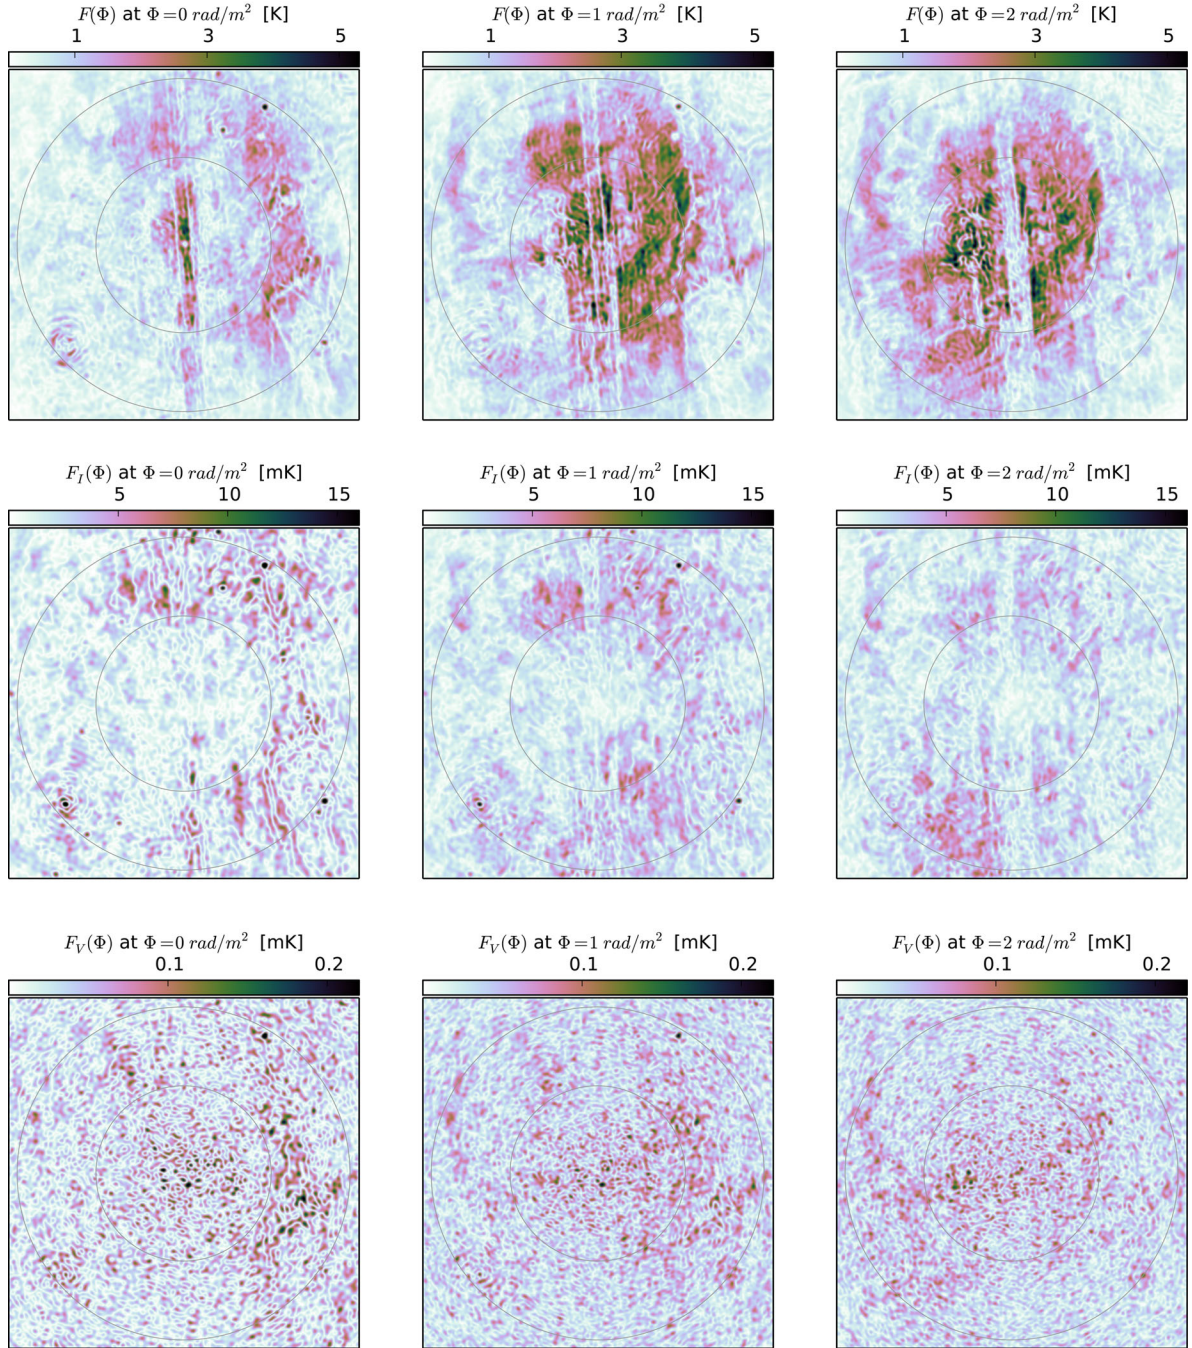 F(Φ) at Φ=0 rad/m² [K]
F(Φ) at Φ=1 rad/m² [K]
F(Φ) at Φ=2 rad/m² [K]
1 3 5
1 3 5
1 3 5
F_I(Φ) at Φ=0 rad/m² [mK]
F_I(Φ) at Φ=1 rad/m² [mK]
F_I(Φ) at Φ=2 rad/m² [mK]
5 10 15
5 10 15
5 10 15
F_V(Φ) at Φ=0 rad/m² [mK]
F_V(Φ) at Φ=1 rad/m² [mK]
F_V(Φ) at Φ=2 rad/m² [mK]
0.1 0.2
0.1 0.2
0.1 0.2